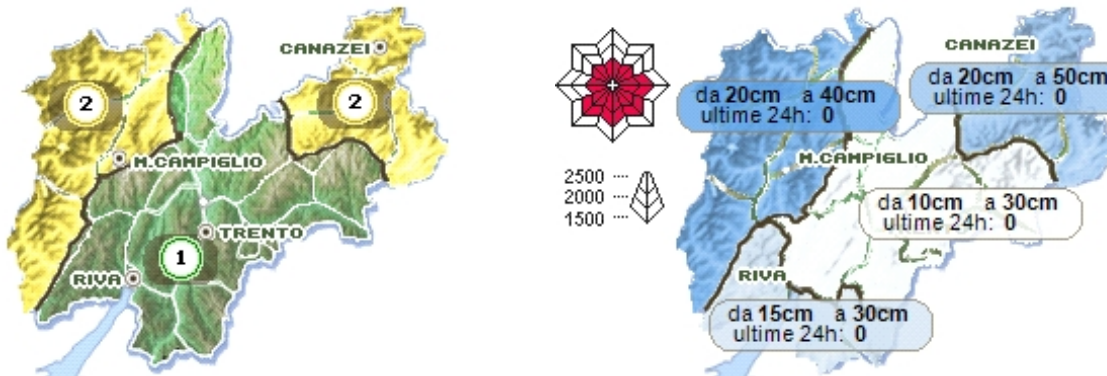 CANAZEI
2
2
M.CAMPIGLIO
TRENTO
1
RIVA
CANAZEI
da 20cm a 50cm
ultime 24h: 0
da 20cm a 40cm
ultime 24h: 0
M.CAMPIGLIO
2500
2000
1500
da 10cm a 30cm
ultime 24h: 0
RIVA
da 15cm a 30cm
ultime 24h: 0